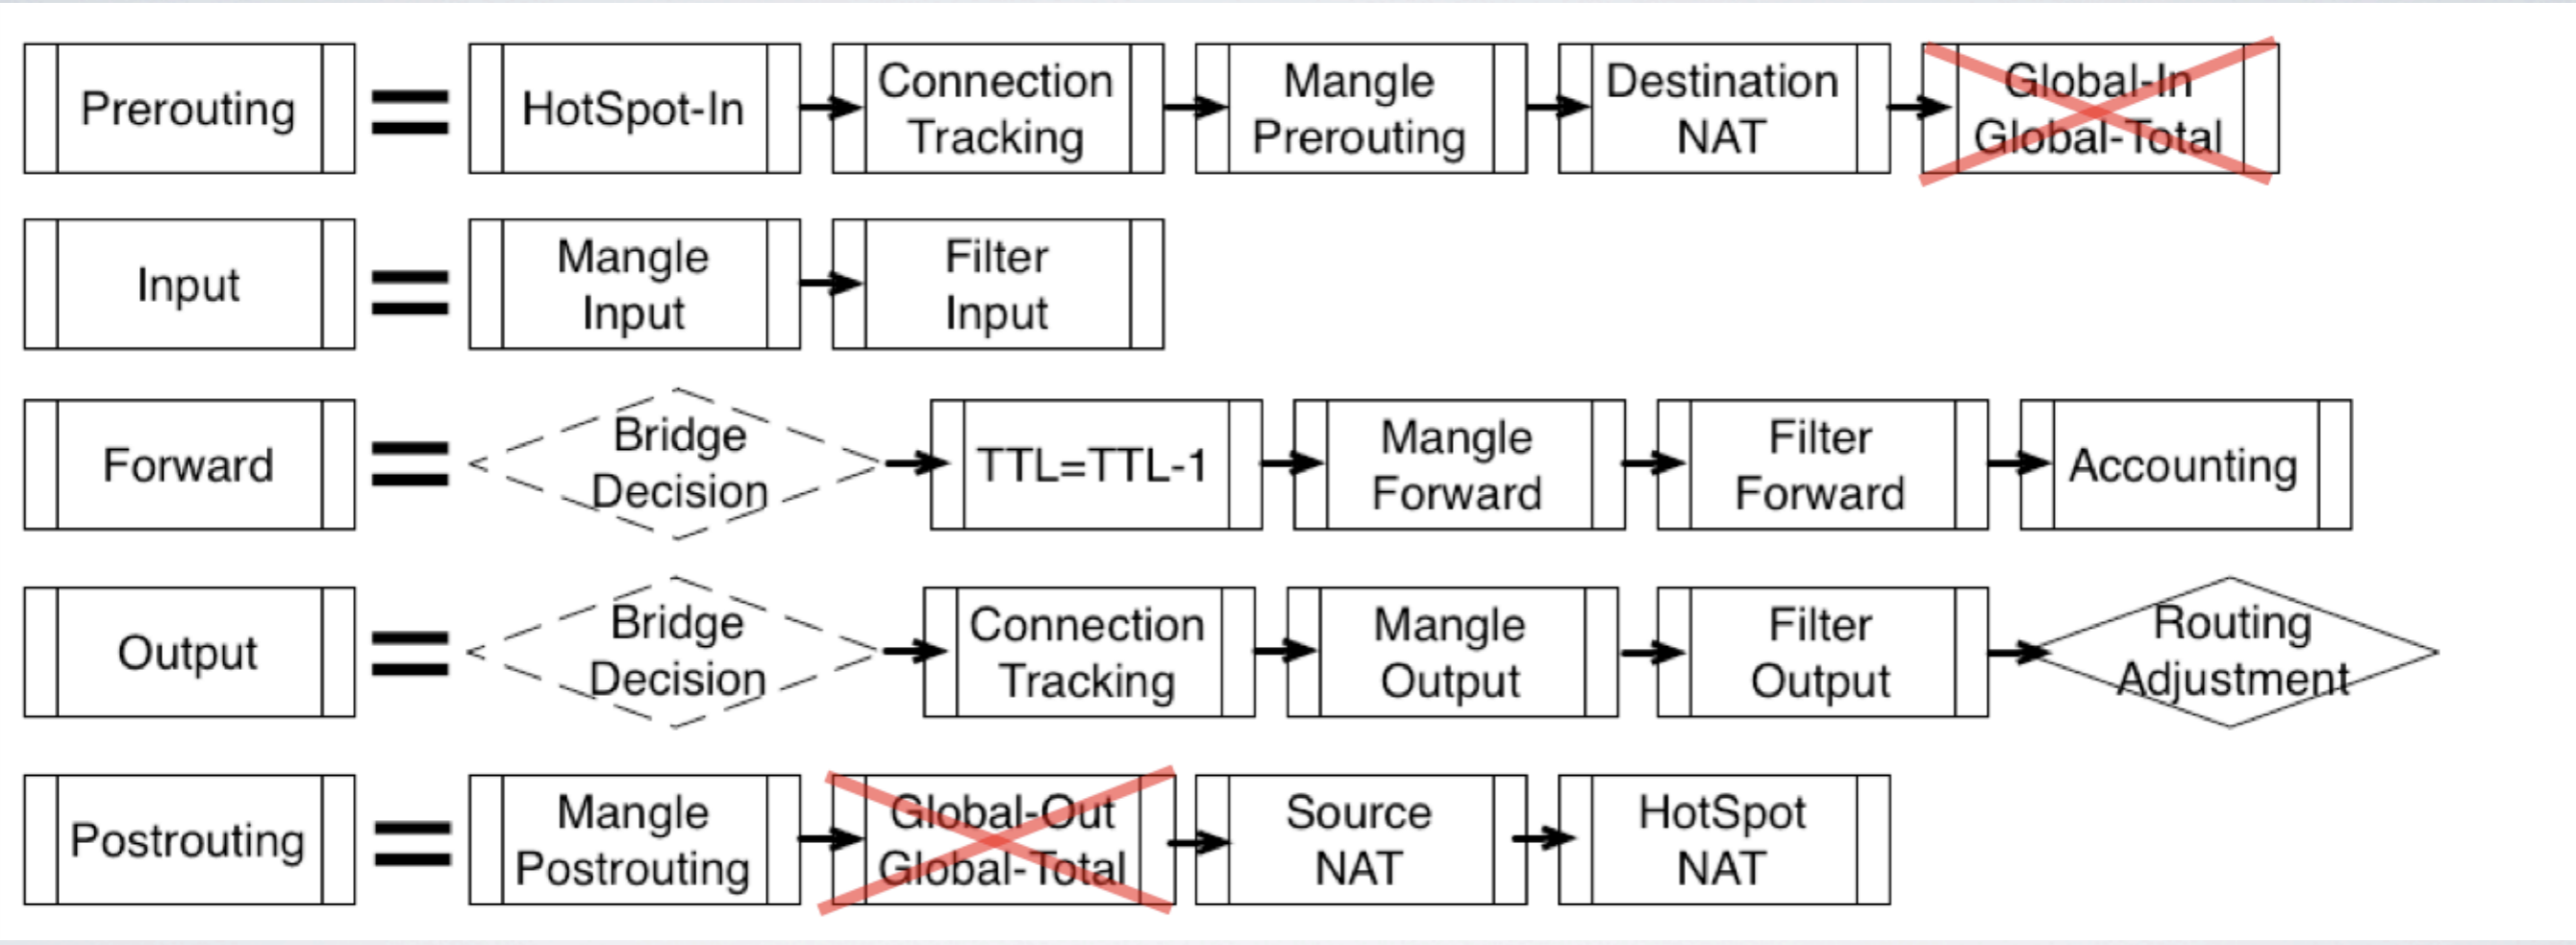 Prerouting
HotSpot-In
Connection
Tracking
Mangle
Prerouting
Destination
NAT
Global-In
Global-Total
Input
Mangle
Input
Filter
Input
Forward
Bridge
Decision
TTL=TTL-1
Mangle
Forward
Filter
Forward
Accounting
Output
Bridge
Decision
Connection
Tracking
Mangle
Output
Filter
Output
Routing
Adjustment
Postrouting
Mangle
Postrouting
Global-Out
Global-Total
Source
NAT
HotSpot
NAT